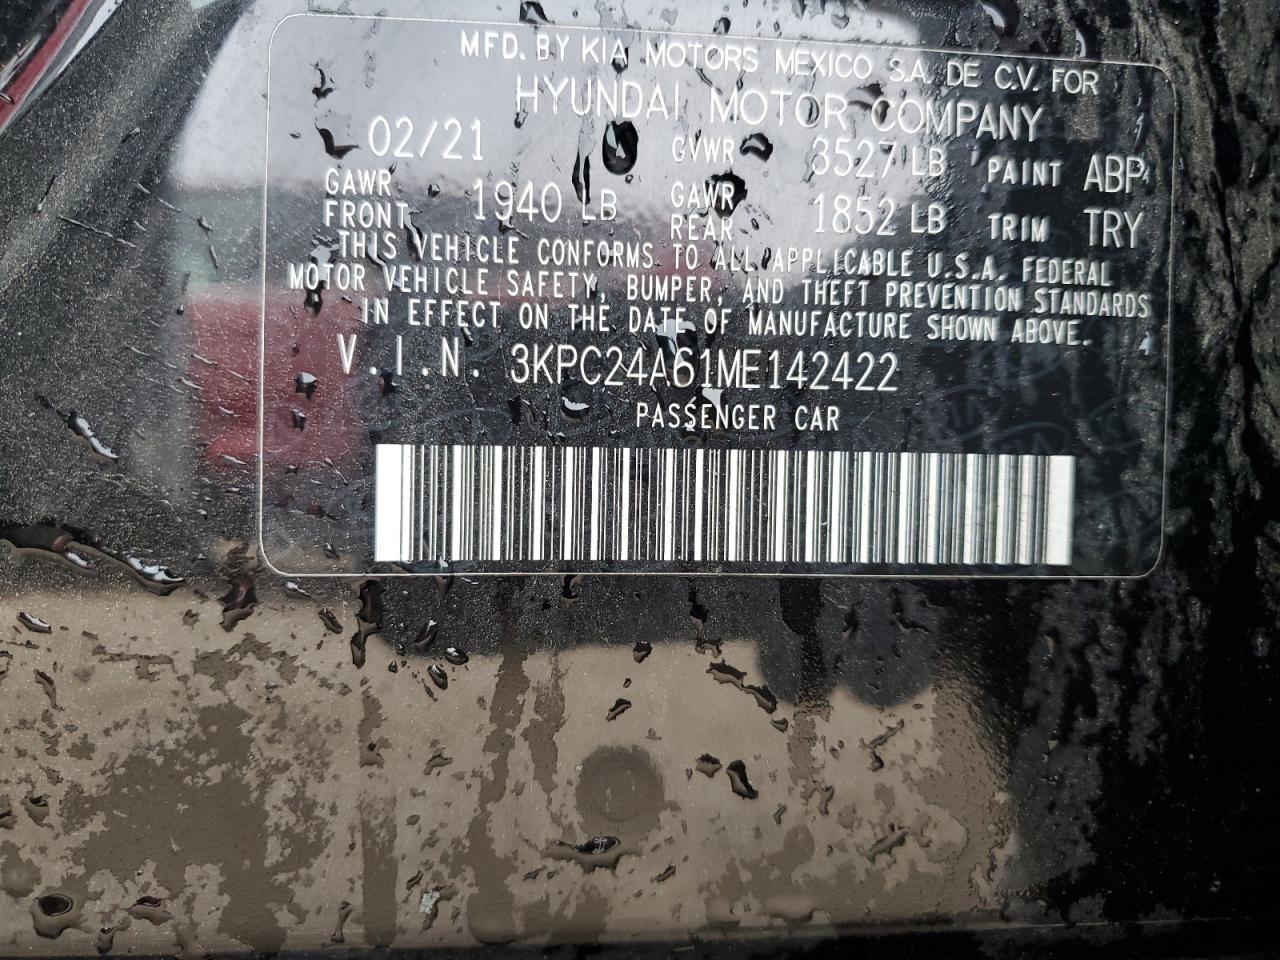 MFD. BY KIA MOTORS MEXICO S.A. DE C.V. FOR
HYUNDAI MOTOR COMPANY
02/21 GVWR 3527 LB PAINT ABP
GAWR FRONT 1940 LB GAWR REAR 1852 LB TRIM TRY
THIS VEHICLE CONFORMS TO ALL APPLICABLE U.S.A. FEDERAL
MOTOR VEHICLE SAFETY, BUMPER, AND THEFT PREVENTION STANDARDS
IN EFFECT ON THE DATE OF MANUFACTURE SHOWN ABOVE.
V.I.N. 3KPC24A61ME142422
PASSENGER CAR